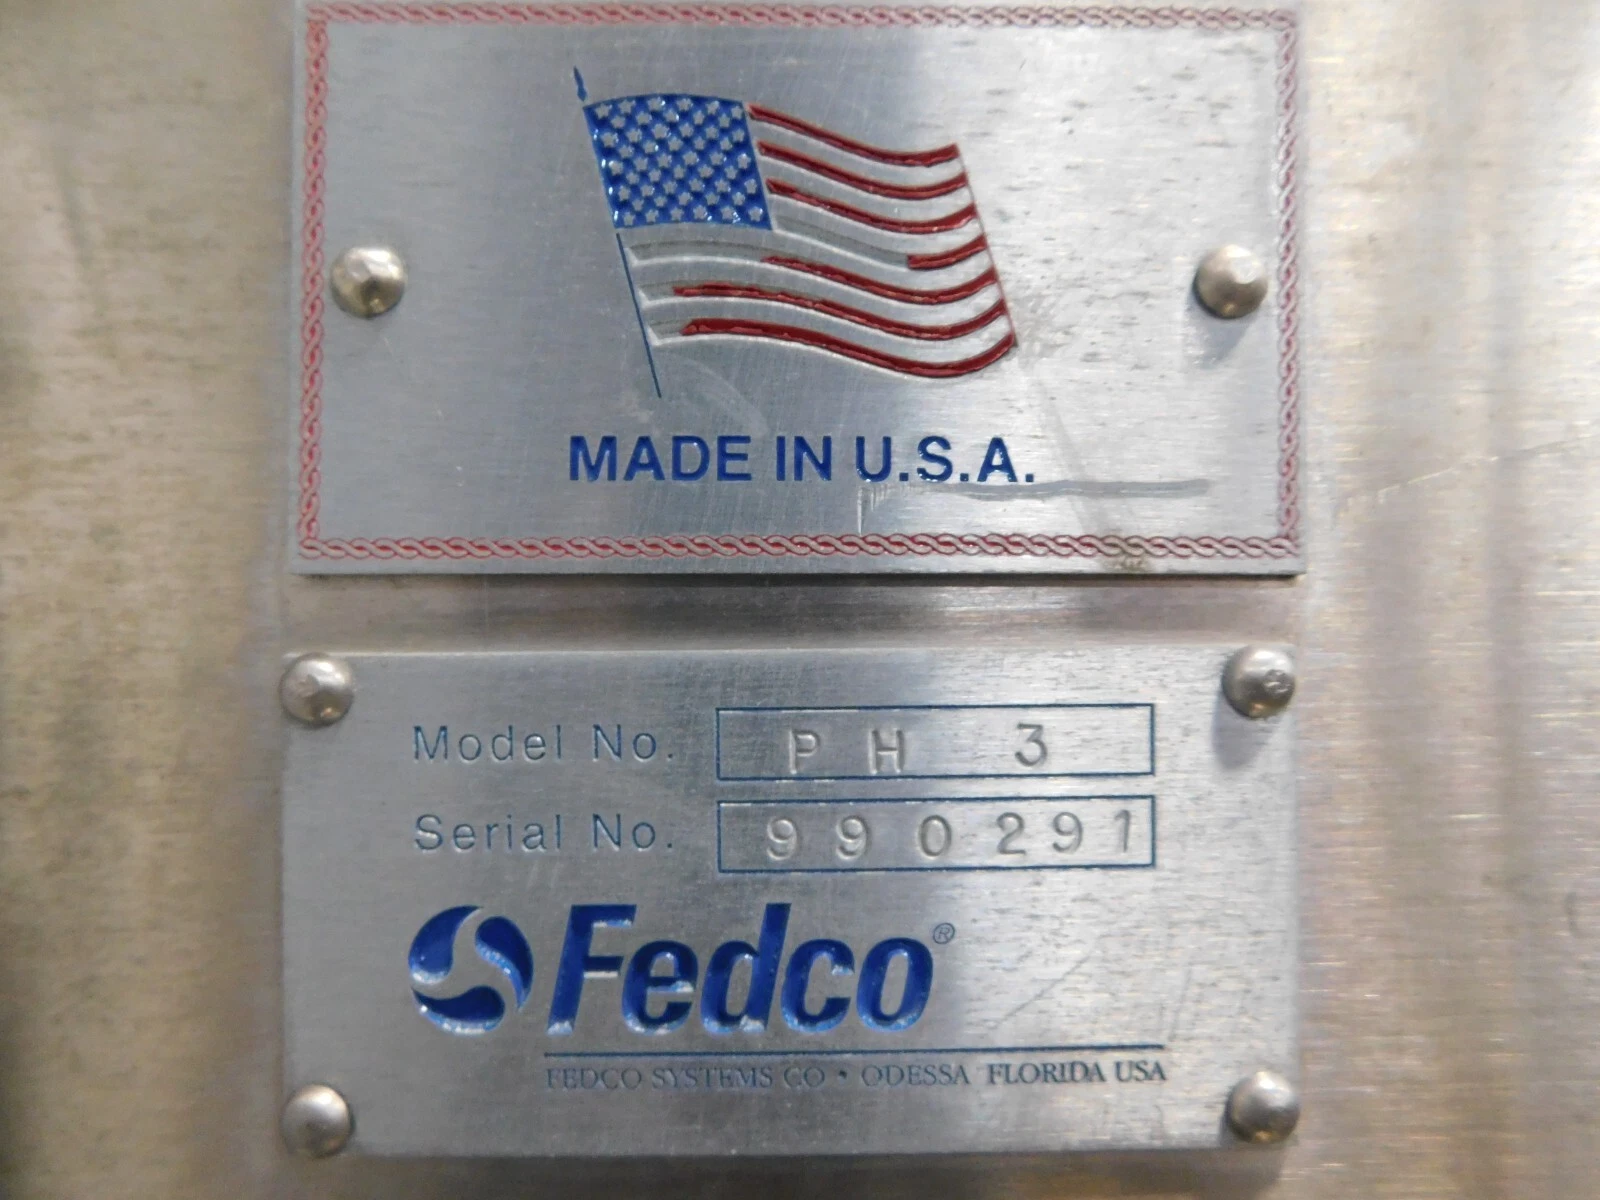 MADE IN U.S.A.
Model No. PH 3
Serial No. 990291
Fedco®
FEDCO SYSTEMS CO • ODESSA FLORIDA USA